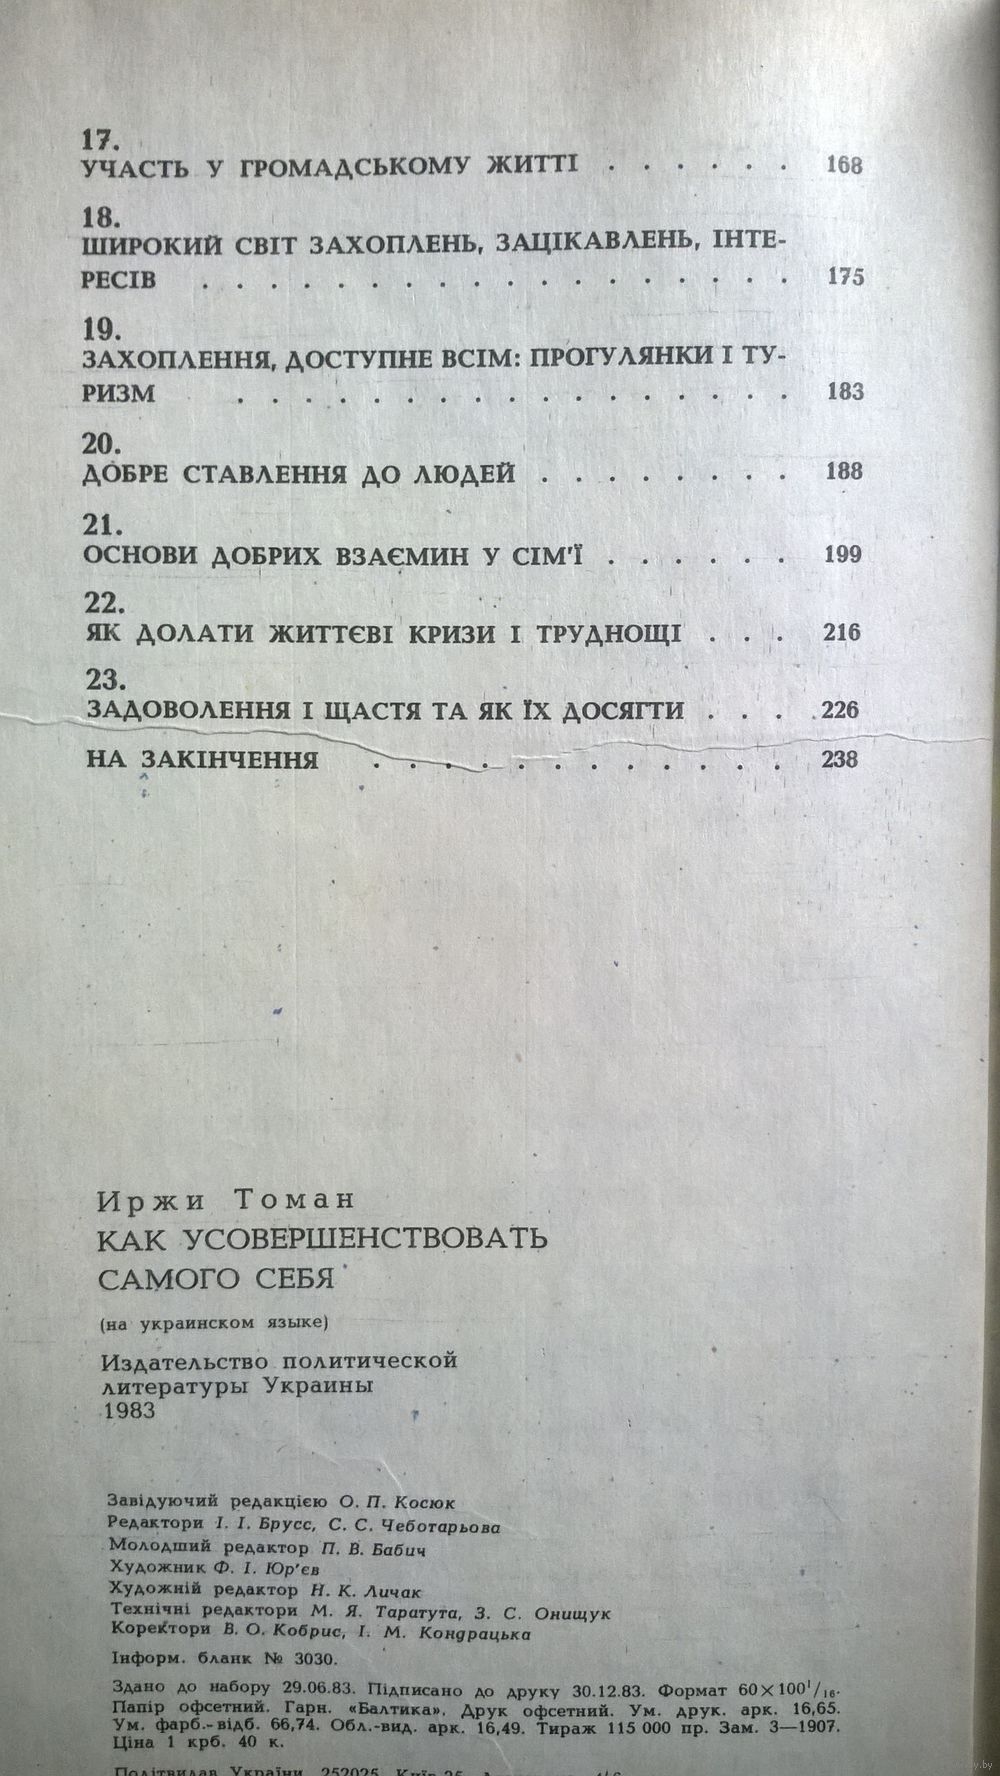 17.
УЧАСТЬ У ГРОМАДСЬКОМУ ЖИТТІ . . . . . . 168
18.
ШИРОКИЙ СВІТ ЗАХОПЛЕНЬ, ЗАЦІКАВЛЕНЬ, ІНТЕ-
РЕСІВ . . . . . . . . . . . . . . . . . . 175
19.
ЗАХОПЛЕННЯ, ДОСТУПНЕ ВСІМ: ПРОГУЛЯНКИ І ТУ-
РИЗМ . . . . . . . . . . . . . . . . . 183
20.
ДОБРЕ СТАВЛЕННЯ ДО ЛЮДЕЙ . . . . . . . . 188
21.
ОСНОВИ ДОБРИХ ВЗАЄМИН У СІМ'Ї . . . . . . 199
22.
ЯК ДОЛАТИ ЖИТТЄВІ КРИЗИ І ТРУДНОЩІ . . . 216
23.
ЗАДОВОЛЕННЯ І ЩАСТЯ ТА ЯК ЇХ ДОСЯГТИ . . . 226
НА ЗАКІНЧЕННЯ . . . . . . . . . . . . 238
Иржи Томан
КАК УСОВЕРШЕНСТВОВАТЬ
САМОГО СЕБЯ
(на украинском языке)
Издательство политической
литературы Украины
1983
Завідуючий редакцією О. П. Косюк
Редактори І. І. Брусс, С. С. Чеботарьова
Молодший редактор П. В. Бабич
Художник Ф. І. Юр'єв
Художній редактор Н. К. Личак
Технічні редактори М. Я. Таратута, З. С. Онищук
Коректори В. О. Кобрис, І. М. Кондрацька
Інформ. бланк № 3030.
Здано до набору 29.06.83. Підписано до друку 30.12.83. Формат 60×100¹/₁₆.
Папір офсетний. Гарн. «Балтика». Друк офсетний. Ум. друк. арк. 16,65.
Ум. фарб.-відб. 66,74. Обл.-вид. арк. 16,49. Тираж 115 000 пр. Зам. 3—1907.
Ціна 1 крб. 40 к.
Політвидав України, 252025, Київ-25,